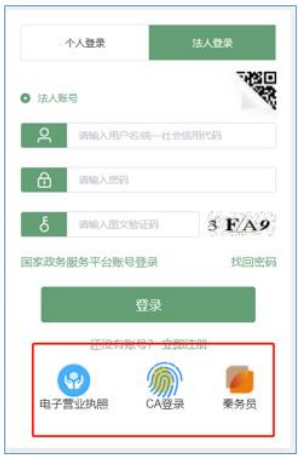 个人登录
法人登录
法人账号
请输入用户名/统一社会信用代码
请输入密码
请输入图文验证码
3 FA9
国家政务服务平台账号登录 找回密码
登录
还没有账号? 立即注册
电子营业执照 CA登录 秦务员